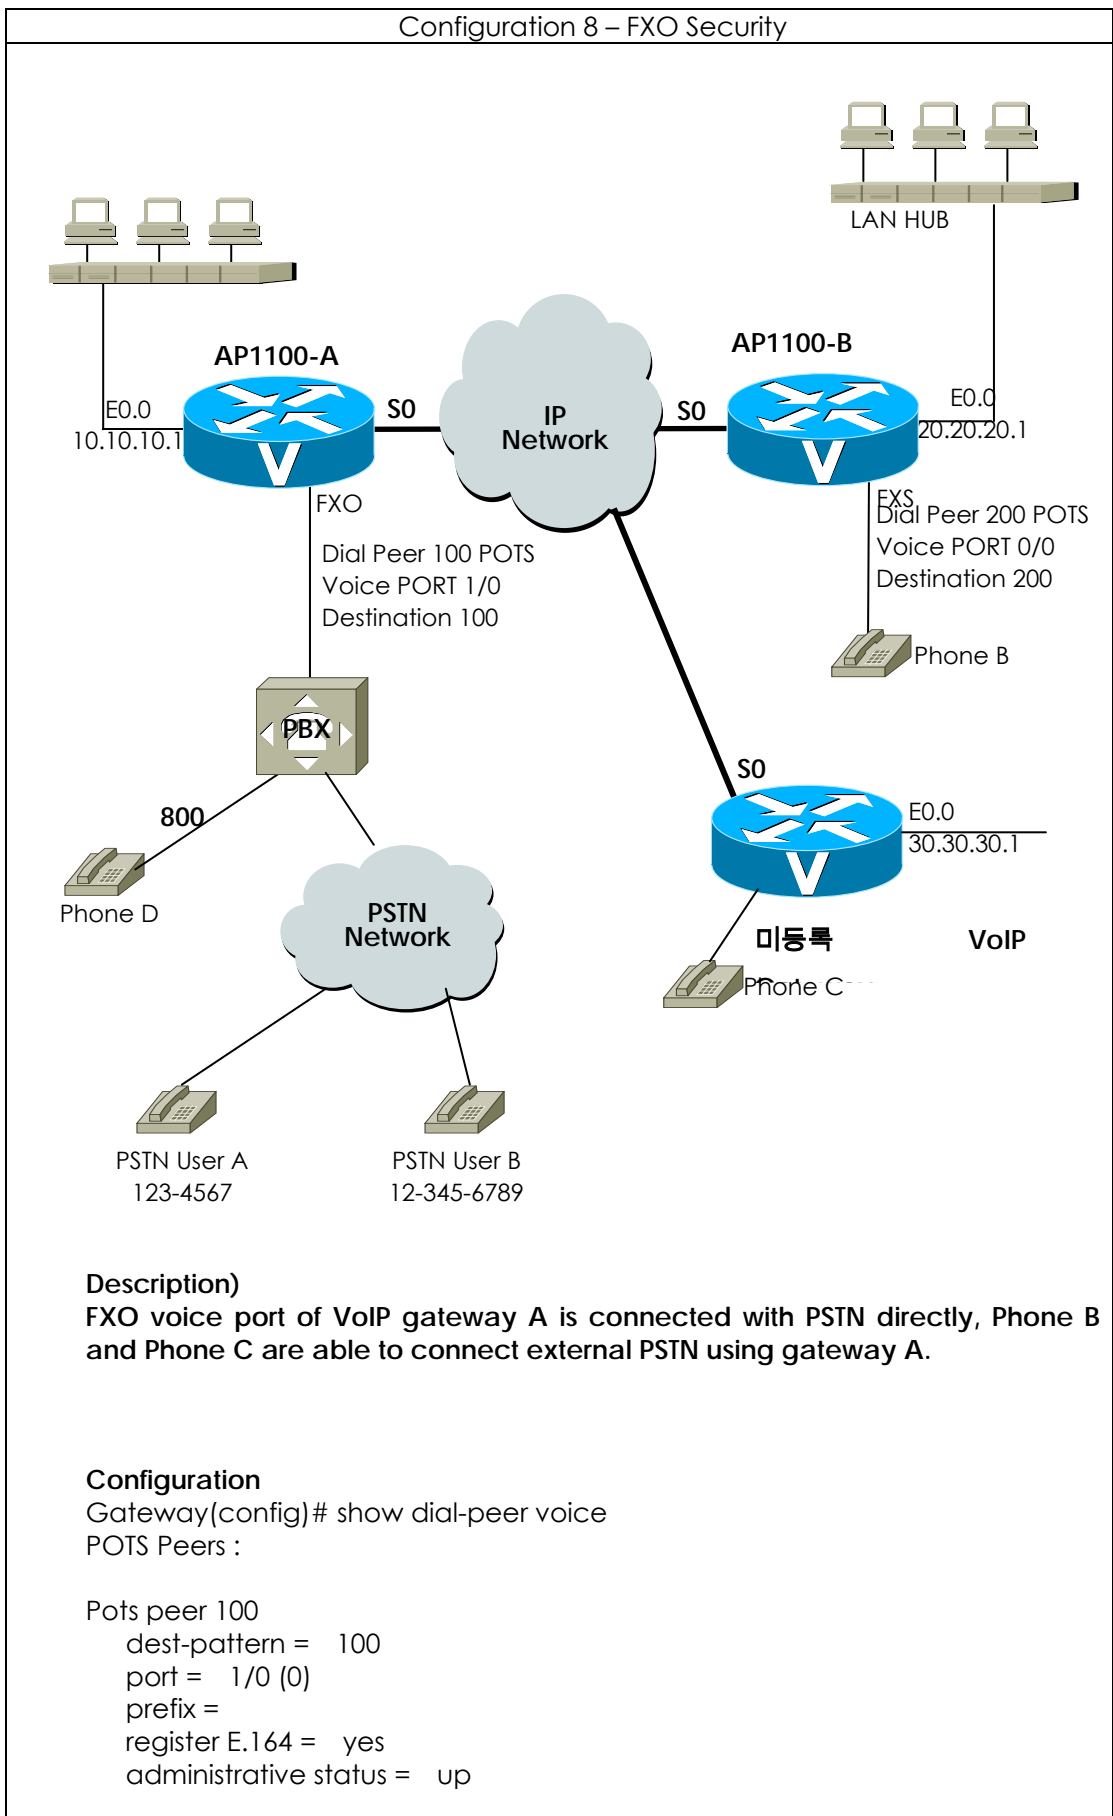 Configuration 8 – FXO Security
LAN HUB
AP1100-A
AP1100-B
E0.0
10.10.10.1
S0
IP
Network
S0
E0.0
20.20.20.1
FXO
Dial Peer 100 POTS
Voice PORT 1/0
Destination 100
FXS
Dial Peer 200 POTS
Voice PORT 0/0
Destination 200
Phone B
PBX
S0
800
E0.0
30.30.30.1
Phone D
PSTN
Network
미등록 VoIP
Phone C
PSTN User A
123-4567
PSTN User B
12-345-6789
Description)
FXO voice port of VoIP gateway A is connected with PSTN directly, Phone B
and Phone C are able to connect external PSTN using gateway A.
Configuration
Gateway(config)# show dial-peer voice
POTS Peers :
Pots peer 100
dest-pattern = 100
port = 1/0 (0)
prefix =
register E.164 = yes
administrative status = up